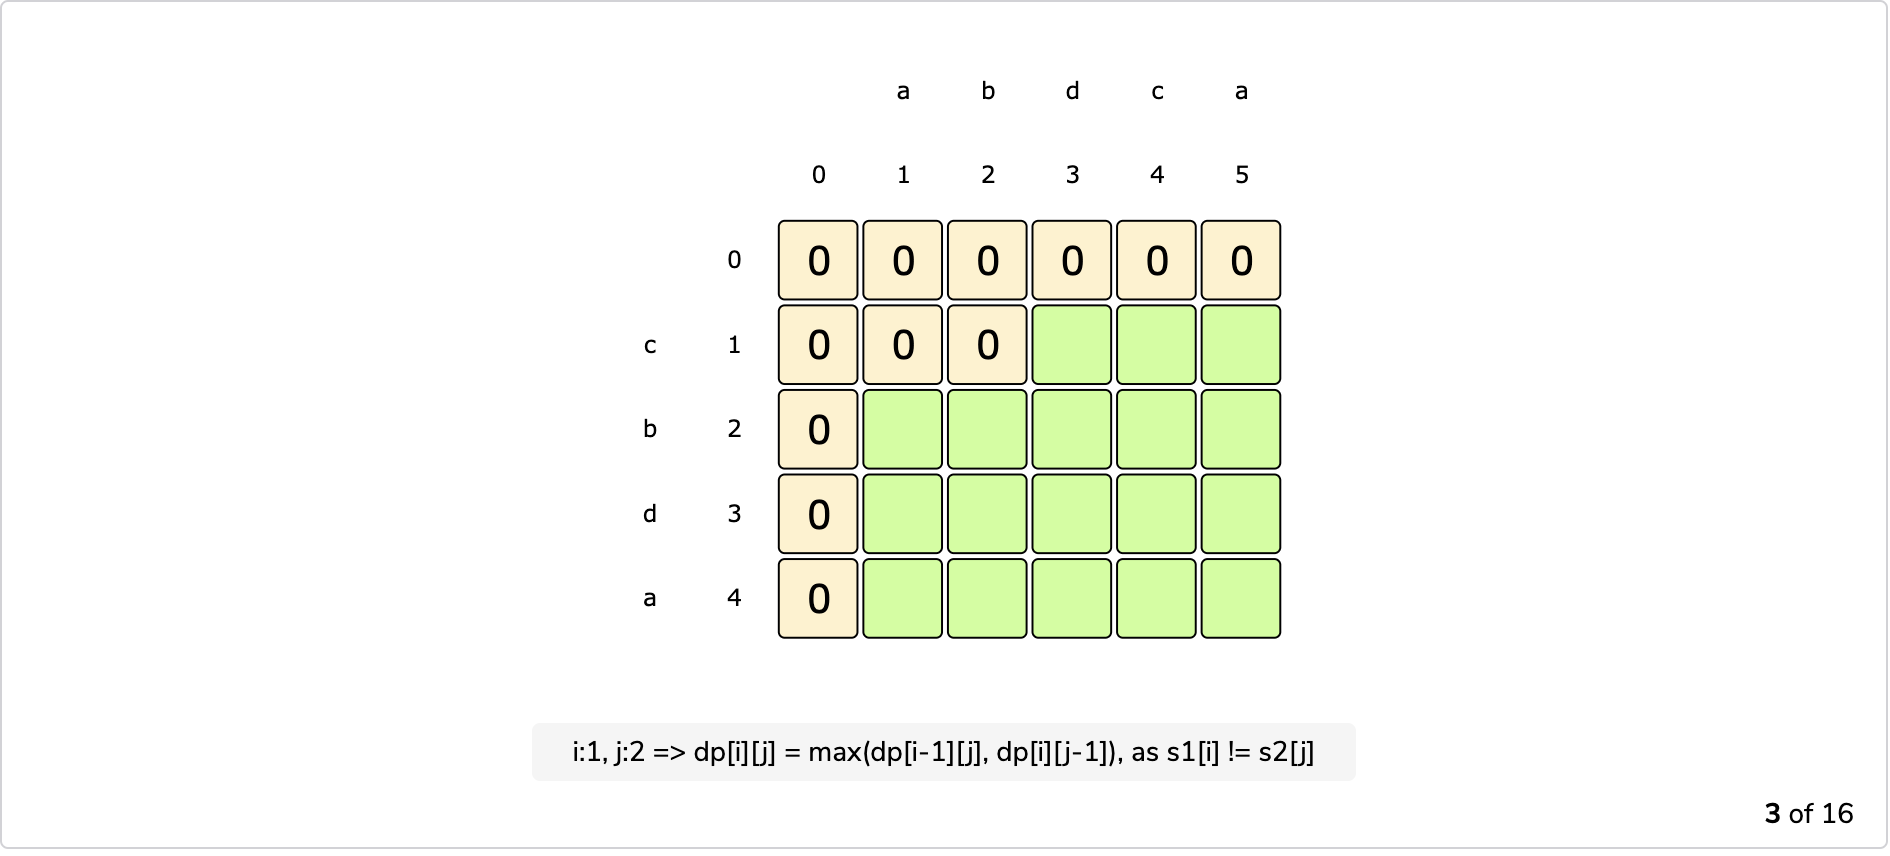 a b d c a
0 1 2 3 4 5
0 0 0 0 0 0 0
c 1 0 0 0
b 2 0
d 3 0
a 4 0
i:1, j:2 => dp[i][j] = max(dp[i-1][j], dp[i][j-1]), as s1[i] != s2[j]
3 of 16